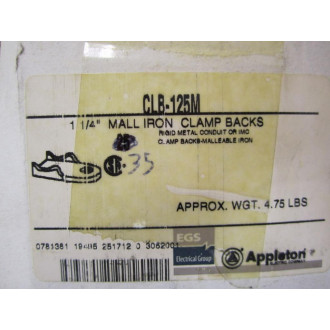 CLB-125M
1 1/4" MALL IRON CLAMP BACKS
RIGID METAL CONDUIT OR IMC
CLAMP BACKS-MALLEABLE IRON
35
APPROX. WGT. 4.75 LBS
EGS
Electrical Group
Appleton